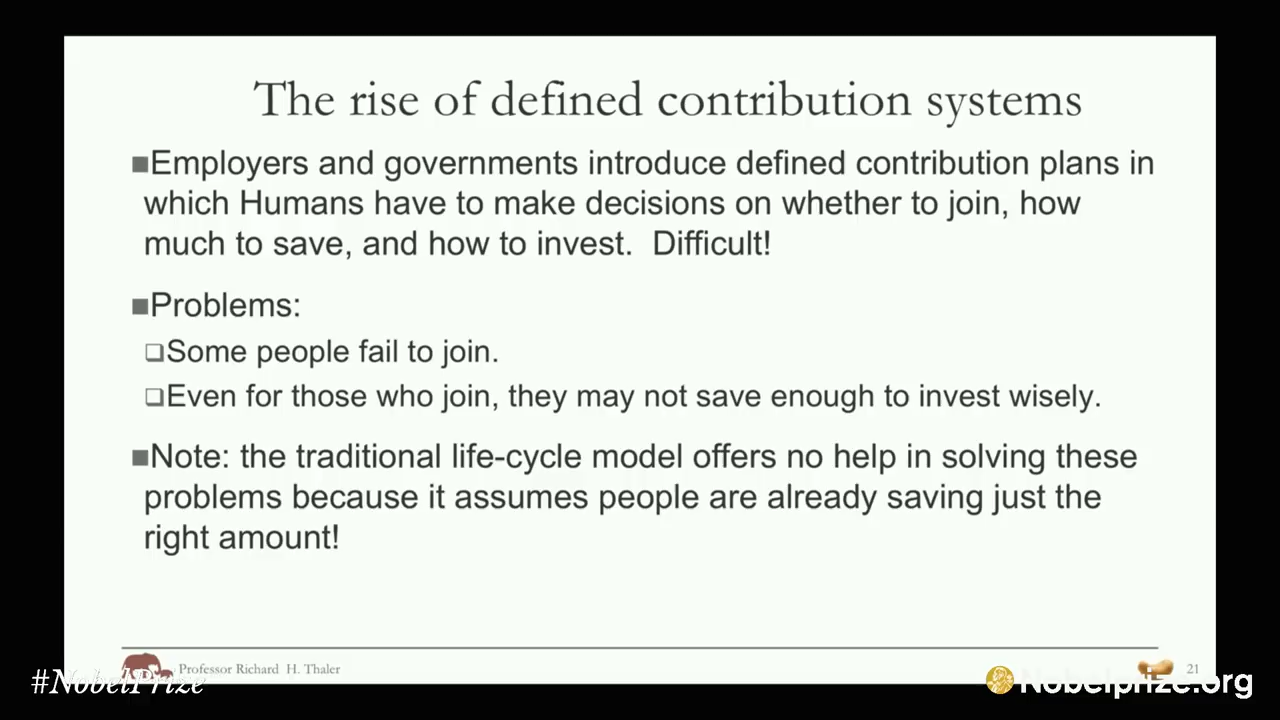 The rise of defined contribution systems
■Employers and governments introduce defined contribution plans in
which Humans have to make decisions on whether to join, how
much to save, and how to invest.  Difficult!
■Problems:
❑Some people fail to join.
❑Even for those who join, they may not save enough to invest wisely.
■Note: the traditional life-cycle model offers no help in solving these
problems because it assumes people are already saving just the
right amount!
Professor Richard H. Thaler
21
#NobelPrize
Nobelprize.org